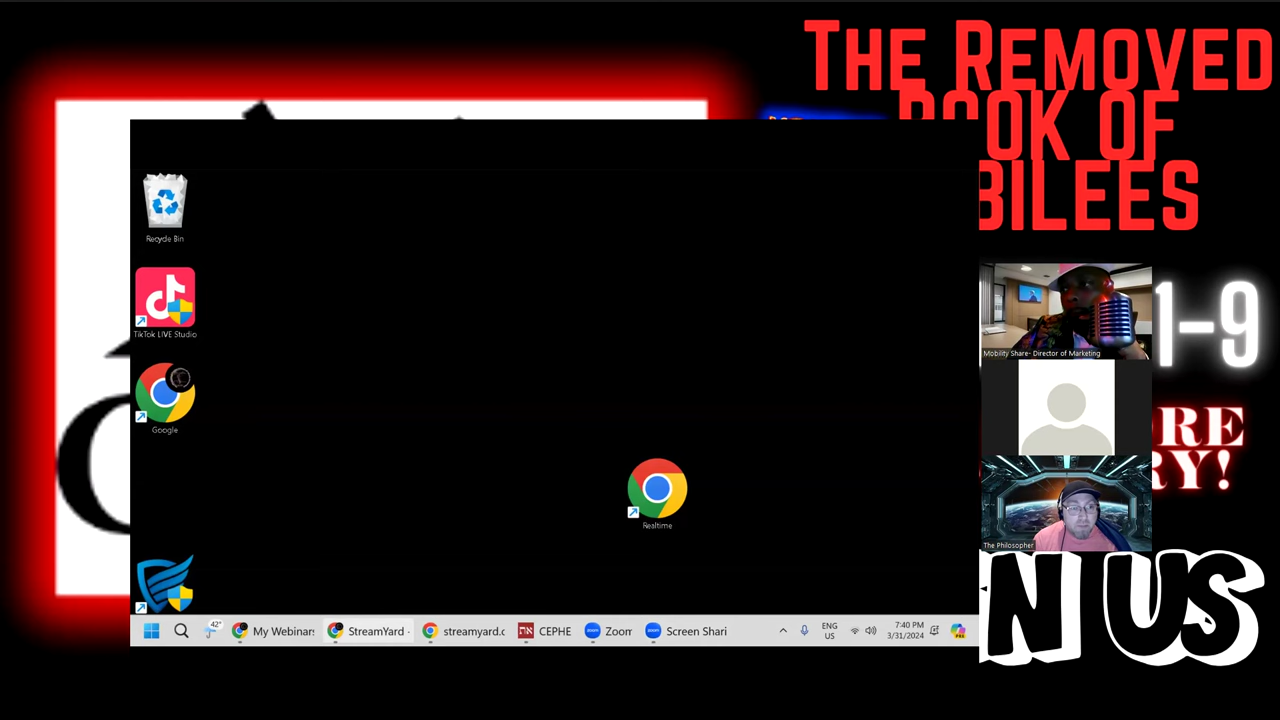 THE REMOVED
BOOK OF
BILEES
Recycle Bin
TikTok LIVE Studio
Google
Realtime
Mobility Share- Director of Marketing
1-9
RE
RY!
The Philosopher
N US
42°
My Webinar
StreamYard -
streamyard.c
CEPHE
Zoom
Screen Shari
ENG
US
7:40 PM
3/31/2024